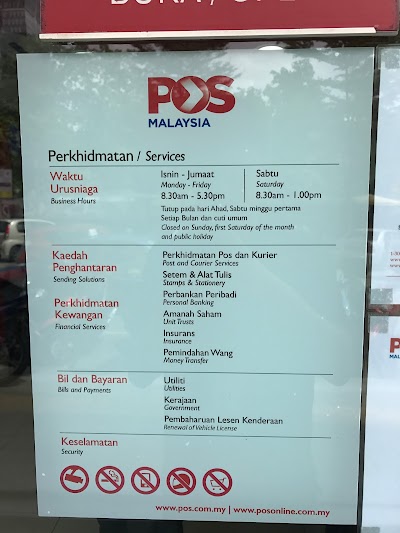 BUKA / OPEN
POS
MALAYSIA
Perkhidmatan / Services
Waktu
Urusniaga
Business Hours
Isnin - Jumaat
Monday - Friday
8.30am - 5.30pm
Sabtu
Saturday
8.30am - 1.00pm
Tutup pada hari Ahad, Sabtu minggu pertama
Setiap Bulan dan cuti umum
Closed on Sunday, first Saturday of the month
and public holiday
Kaedah
Penghantaran
Sending Solutions
Perkhidmatan Pos dan Kurier
Post and Courier Services
Setem & Alat Tulis
Stamps & Stationery
Perkhidmatan
Kewangan
Financial Services
Perbankan Peribadi
Personal Banking
Amanah Saham
Unit Trusts
Insurans
Insurance
Pemindahan Wang
Money Transfer
Bil dan Bayaran
Bills and Payments
Utiliti
Utilities
Kerajaan
Government
Pembaharuan Lesen Kenderaan
Renewal of Vehicle License
Keselamatan
Security
www.pos.com.my | www.posonline.com.my